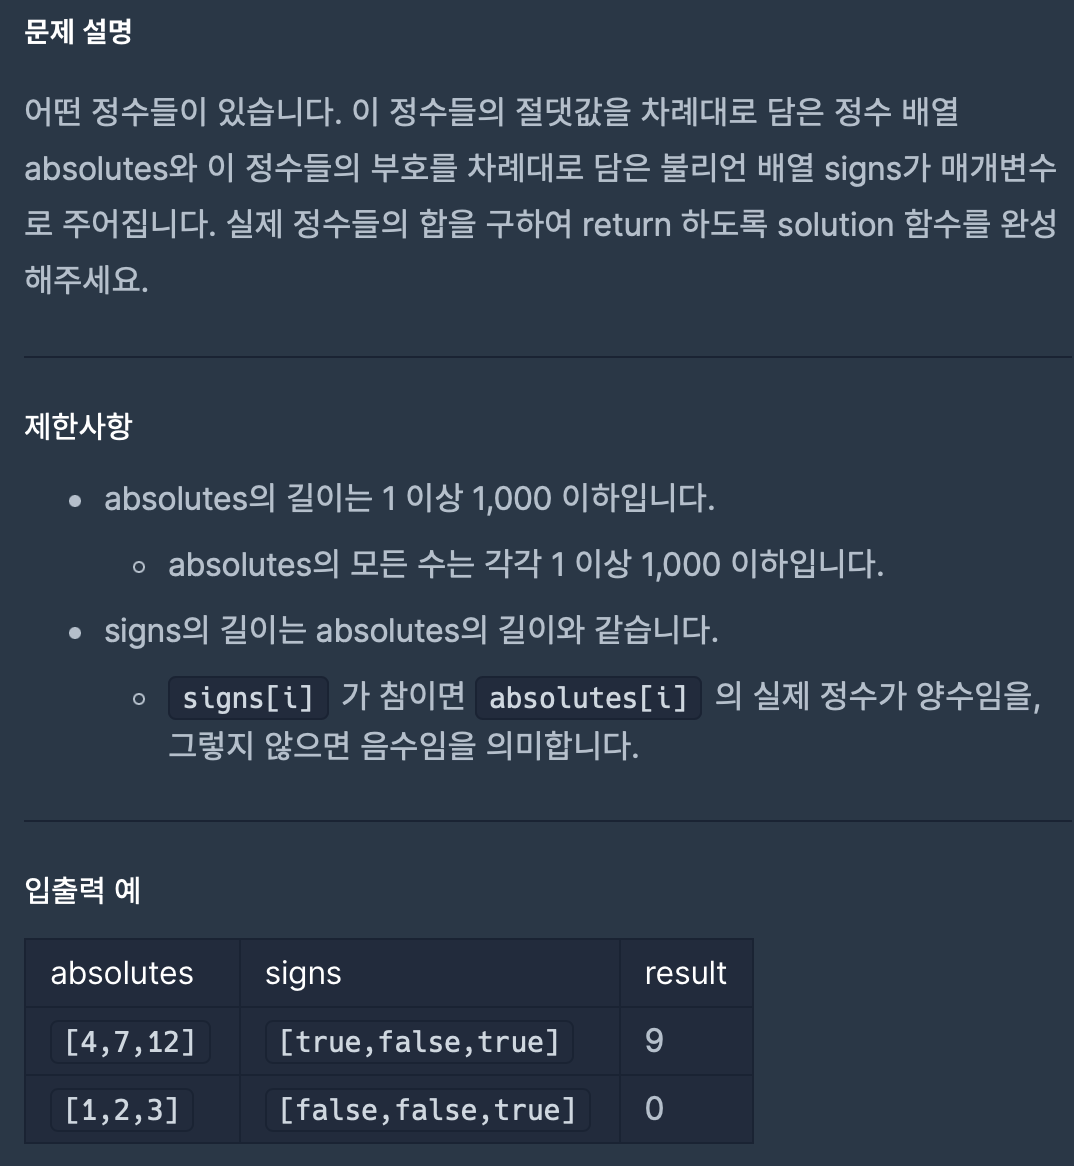 문제 설명
어떤 정수들이 있습니다. 이 정수들의 절댓값을 차례대로 담은 정수 배열
absolutes와 이 정수들의 부호를 차례대로 담은 불리언 배열 signs가 매개변수
로 주어집니다. 실제 정수들의 합을 구하여 return 하도록 solution 함수를 완성
해주세요.
제한사항
• absolutes의 길이는 1 이상 1,000 이하입니다.
◦ absolutes의 모든 수는 각각 1 이상 1,000 이하입니다.
• signs의 길이는 absolutes의 길이와 같습니다.
◦ signs[i] 가 참이면 absolutes[i] 의 실제 정수가 양수임을,
그렇지 않으면 음수임을 의미합니다.
입출력 예
absolutes signs result
[4,7,12] [true,false,true] 9
[1,2,3] [false,false,true] 0